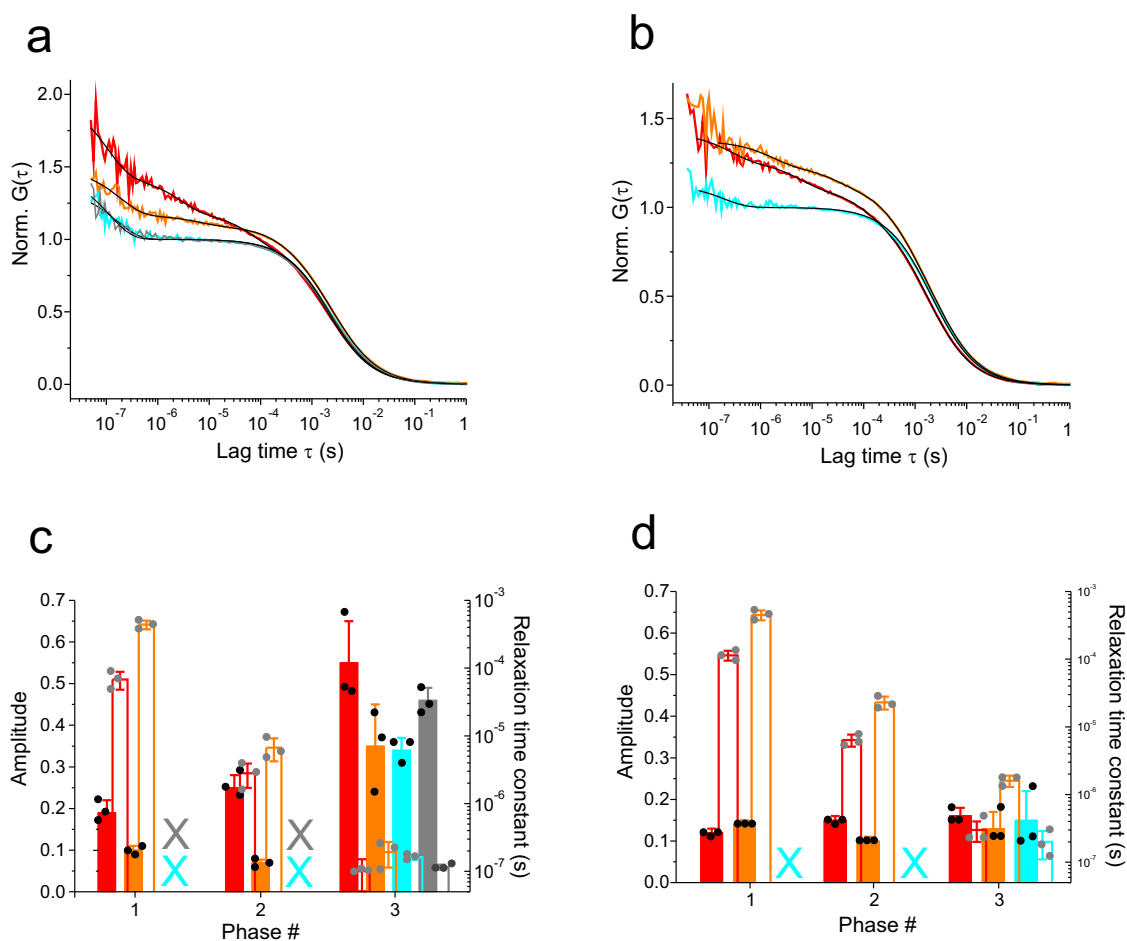 a
b
2.0
1.5
1.0
0.5
0.0
Norm. G(τ)
10⁻⁷ 10⁻⁶ 10⁻⁵ 10⁻⁴ 10⁻³ 10⁻² 10⁻¹ 1
Lag time τ (s)
1.5
1.0
0.5
0.0
Norm. G(τ)
10⁻⁷ 10⁻⁶ 10⁻⁵ 10⁻⁴ 10⁻³ 10⁻² 10⁻¹ 1
Lag time τ (s)
c
d
0.7
0.6
0.5
0.4
0.3
0.2
0.1
0.0
Amplitude
X X
X X
10⁻³
10⁻⁴
10⁻⁵
10⁻⁶
10⁻⁷
Relaxation time constant (s)
1 2 3
Phase #
0.7
0.6
0.5
0.4
0.3
0.2
0.1
0.0
Amplitude
X X
10⁻³
10⁻⁴
10⁻⁵
10⁻⁶
10⁻⁷
Relaxation time constant (s)
1 2 3
Phase #